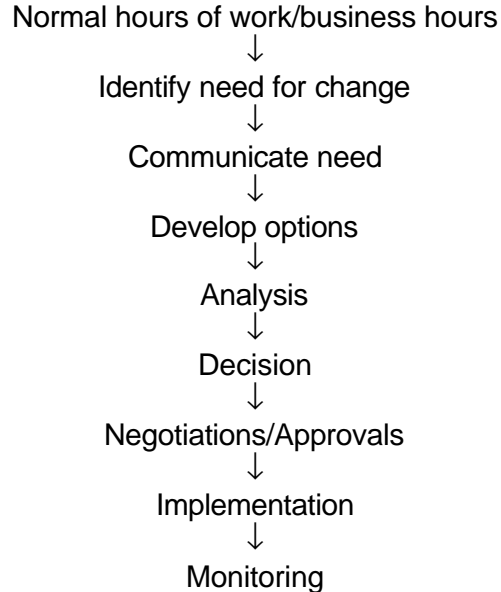 Normal hours of work/business hours
↓
Identify need for change
↓
Communicate need
↓
Develop options
↓
Analysis
↓
Decision
↓
Negotiations/Approvals
↓
Implementation
↓
Monitoring